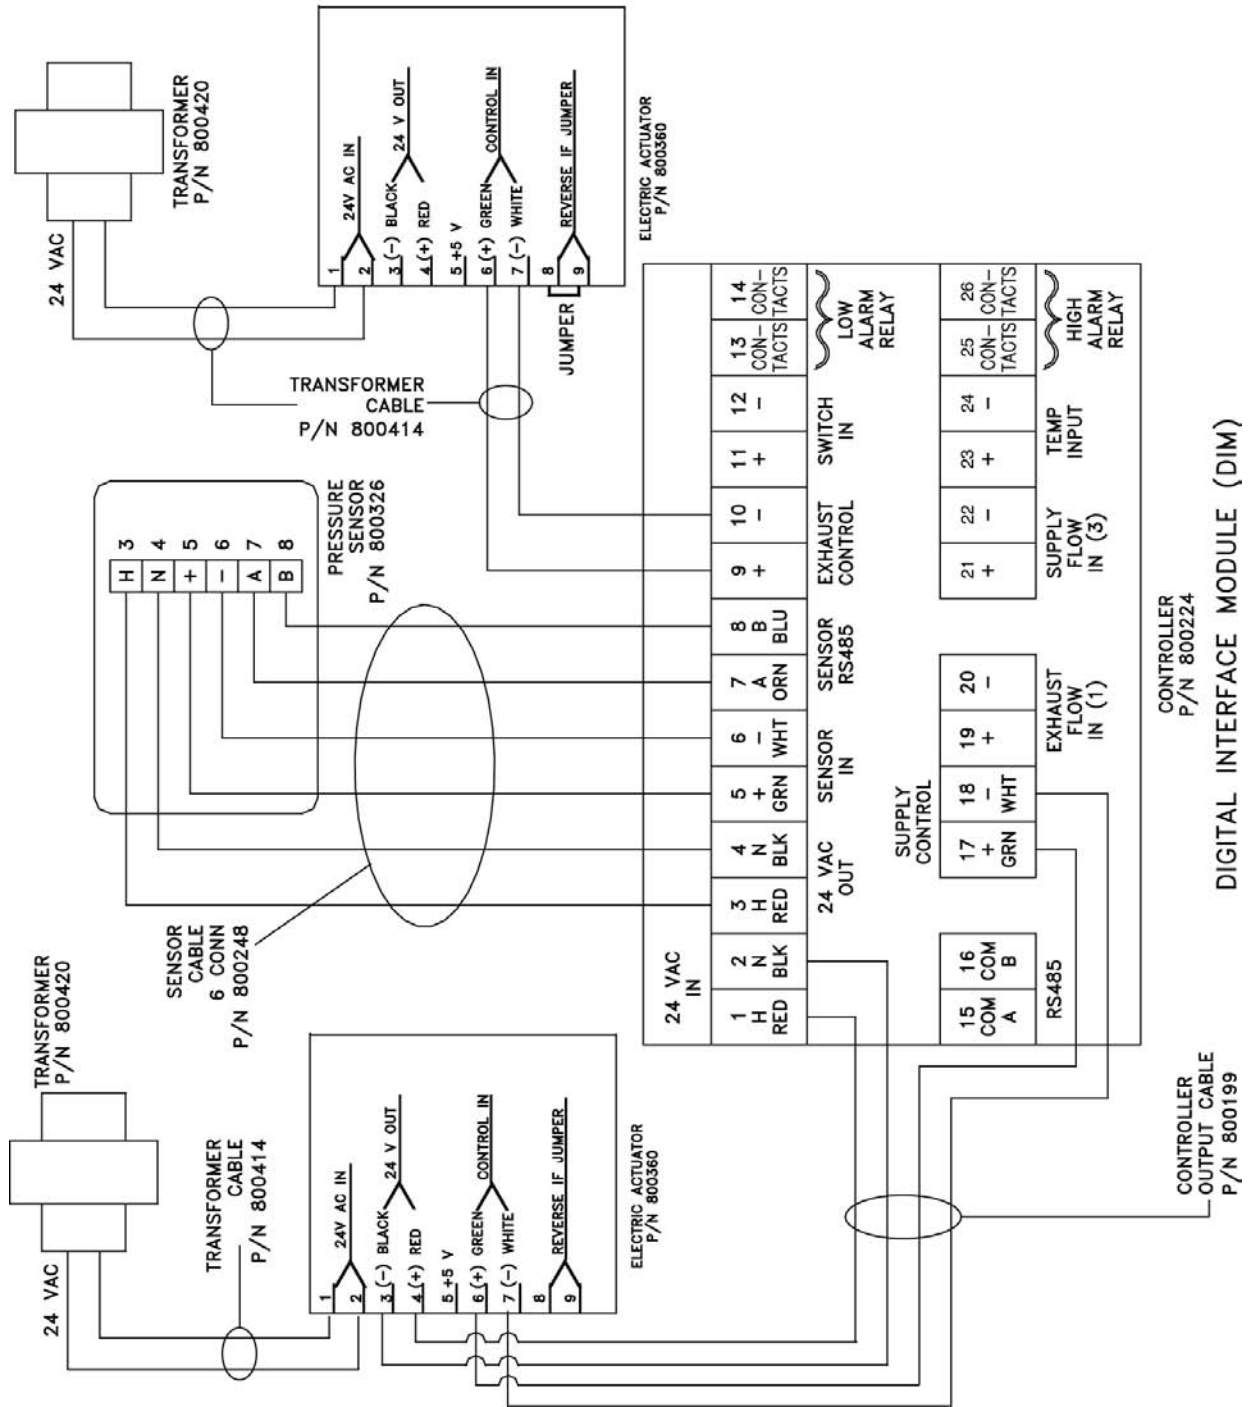 TRANSFORMER
P/N 800420
24 VAC
TRANSFORMER
CABLE
P/N 800414
1
2
3 (-) BLACK
4 (+) RED
5 +5 V
6 (+) GREEN
7 (-) WHITE
8
9
24V AC IN
24 V OUT
CONTROL IN
REVERSE IF JUMPER
ELECTRIC ACTUATOR
P/N 800360
SENSOR
CABLE
6 CONN
P/N 800248
H 3
N 4
+ 5
- 6
A 7
B 8
PRESSURE
SENSOR
P/N 800326
TRANSFORMER
P/N 800420
24 VAC
TRANSFORMER
CABLE
P/N 800414
1
2
3 (-) BLACK
4 (+) RED
5 +5 V
6 (+) GREEN
7 (-) WHITE
8
9
24V AC IN
24 V OUT
CONTROL IN
REVERSE IF JUMPER
JUMPER
ELECTRIC ACTUATOR
P/N 800360
24 VAC
IN
1 2 3 4 5 6 7 8 9 10 11 12 13 14
H N H N + - A B + - + - CON- CON-
RED BLK RED BLK GRN WHT ORN BLU TACTS TACTS
24 VAC
OUT
SENSOR
IN
SENSOR
RS485
EXHAUST
CONTROL
SWITCH
IN
LOW
ALARM
RELAY
SUPPLY
CONTROL
15 16 17 18 19 20 21 22 23 24 25 26
COM COM + - + - + - + - CON- CON-
A B GRN WHT TACTS TACTS
RS485
EXHAUST
FLOW
IN (1)
SUPPLY
FLOW
IN (3)
TEMP
INPUT
HIGH
ALARM
RELAY
CONTROLLER
OUTPUT CABLE
P/N 800199
CONTROLLER
P/N 800224
DIGITAL INTERFACE MODULE (DIM)